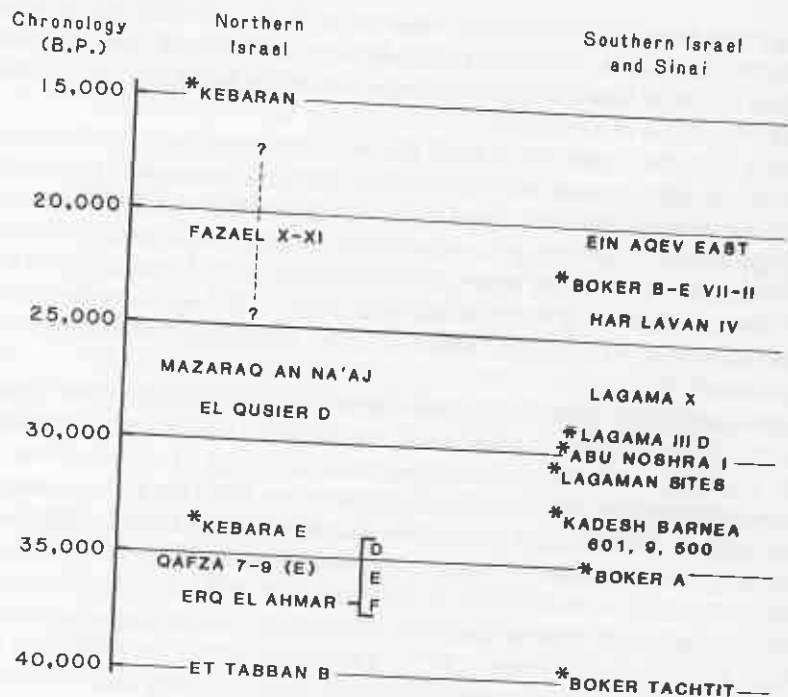 Chronology
(B.P.)
Northern
Israel
Southern Israel
and Sinai
15,000
*KEBARAN
?
20,000
FAZAEL X-XI
EIN AQEV EAST
*BOKER B-E VII-II
?
25,000
HAR LAVAN IV
MAZARAQ AN NA'AJ
LAGAMA X
EL QUSIER D
30,000
*LAGAMA III D
*ABU NOSHRA I
*LAGAMAN SITES
*KEBARA E
*KADESH BARNEA
601, 9, 500
35,000
D
QAFZA 7-9 (E)
E
*BOKER A
ERQ EL AHMAR
F
40,000
ET TABBAN B
*BOKER TACHTIT